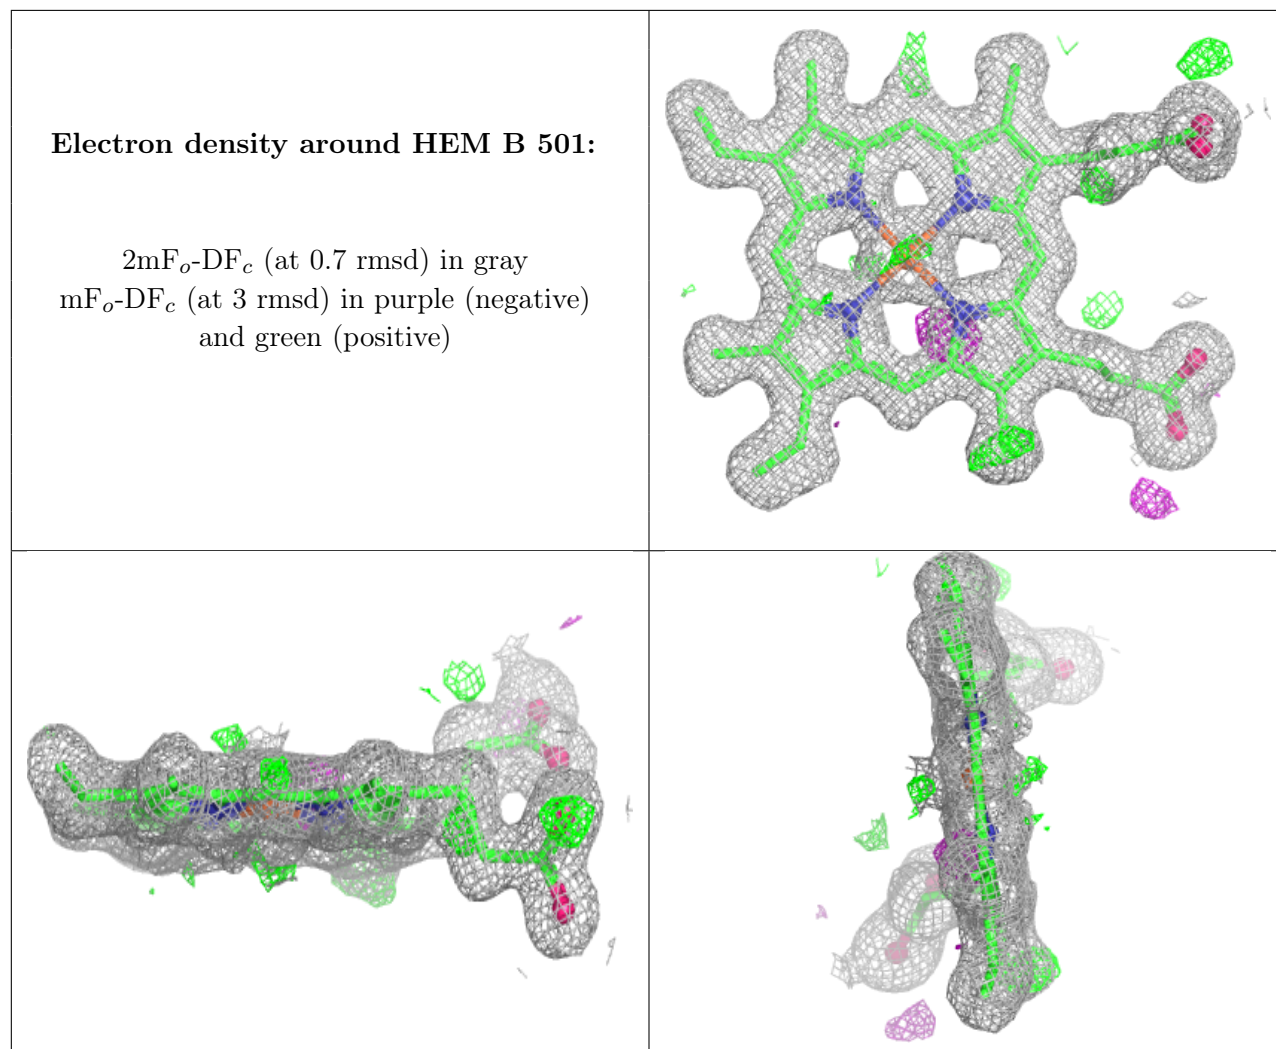 Electron density around HEM B 501:
2mF𝑜-DF𝑐 (at 0.7 rmsd) in gray
mF𝑜-DF𝑐 (at 3 rmsd) in purple (negative)
and green (positive)